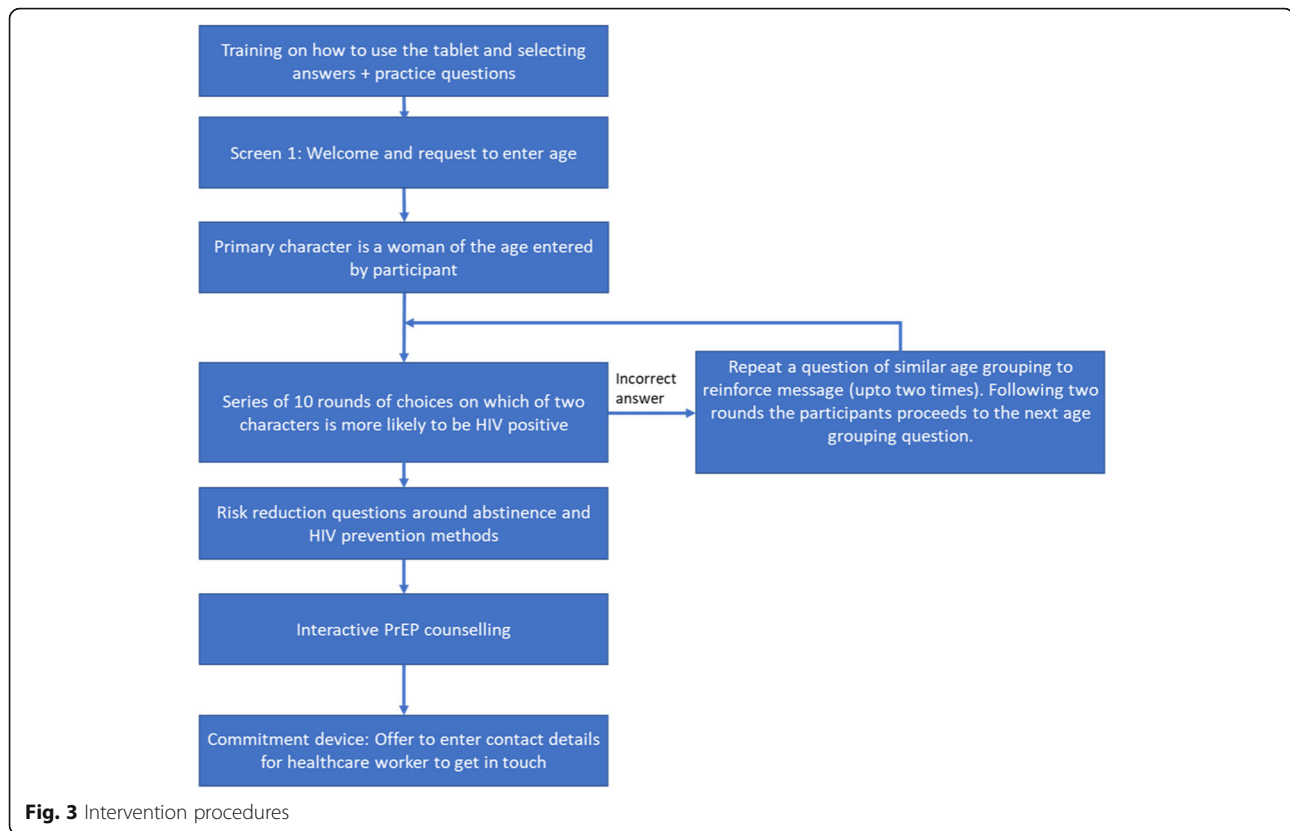 Training on how to use the tablet and selecting
answers + practice questions
Screen 1: Welcome and request to enter age
Primary character is a woman of the age entered
by participant
Series of 10 rounds of choices on which of two
characters is more likely to be HIV positive
Incorrect
answer
Repeat a question of similar age grouping to
reinforce message (upto two times). Following two
rounds the participants proceeds to the next age
grouping question.
Risk reduction questions around abstinence and
HIV prevention methods
Interactive PrEP counselling
Commitment device: Offer to enter contact details
for healthcare worker to get in touch
Fig. 3 Intervention procedures